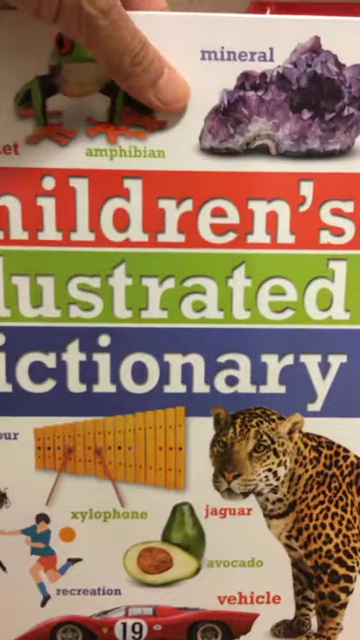 mineral
et
amphibian
hildren's
lustrated
ictionary
our
xylophone
jaguar
avocado
recreation
vehicle
19